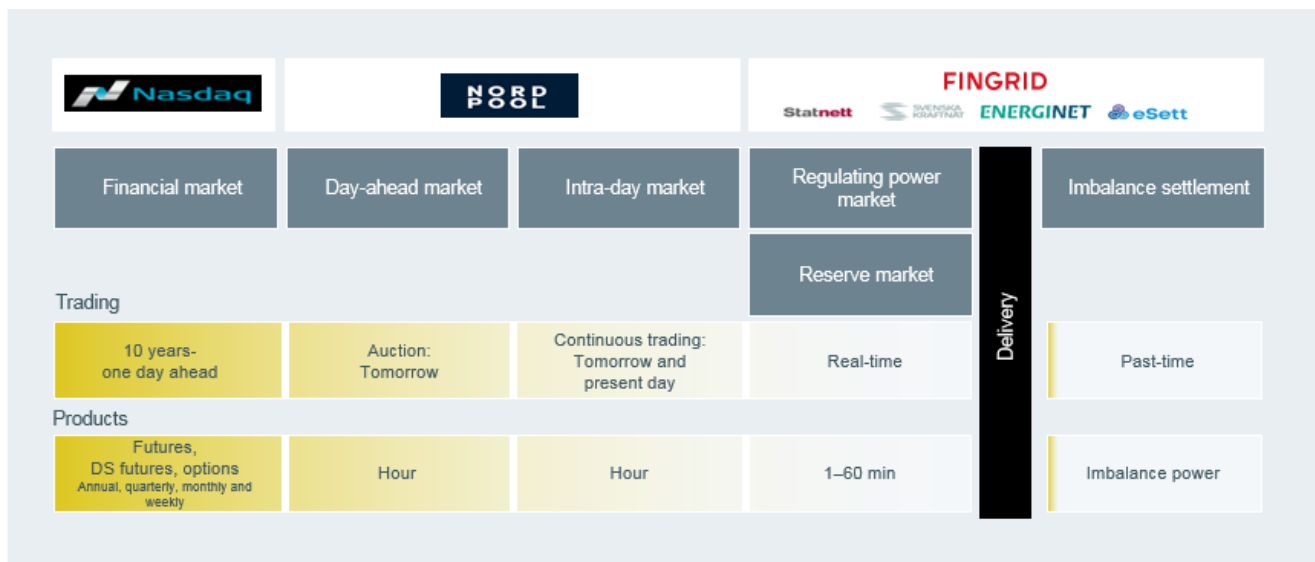 Nasdaq
NORD
POOL
FINGRID
Statnett
SVENSKA
KRAFTNÄT
ENERGINET
eSett
Financial market
Day-ahead market
Intra-day market
Regulating power
market
Imbalance settlement
Reserve market
Delivery
Trading
10 years-
one day ahead
Auction:
Tomorrow
Continuous trading:
Tomorrow and
present day
Real-time
Past-time
Products
Futures,
DS futures, options
Annual, quarterly, monthly and
weekly
Hour
Hour
1–60 min
Imbalance power